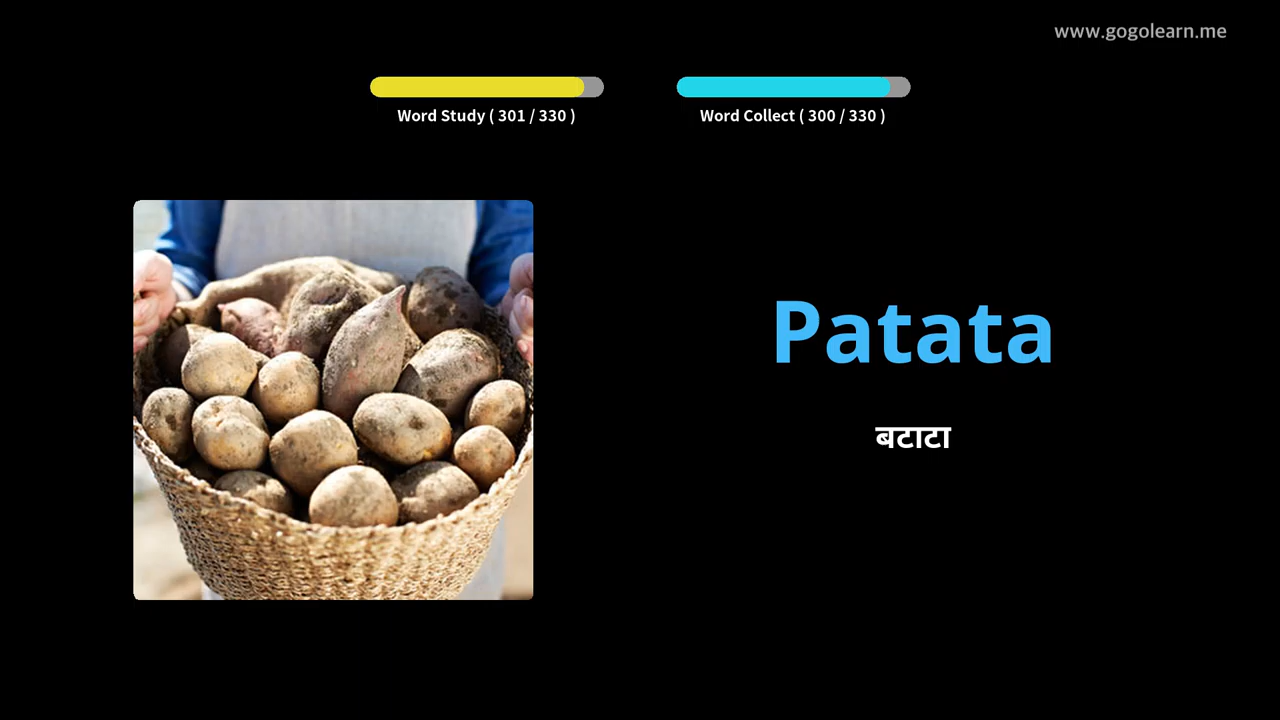 www.gogolearn.me
Word Study ( 301 / 330 )
Word Collect ( 300 / 330 )
Patata
बटाटा